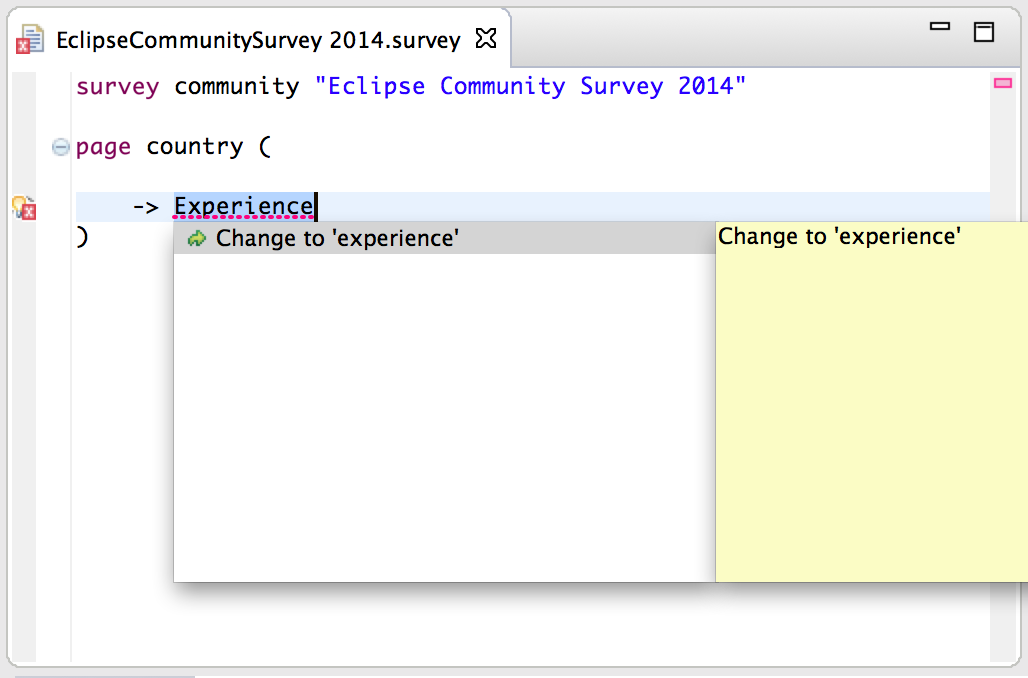 EclipseCommunitySurvey 2014.survey
survey community "Eclipse Community Survey 2014"
page country (
-> Experience
)
Change to 'experience'
Change to 'experience'